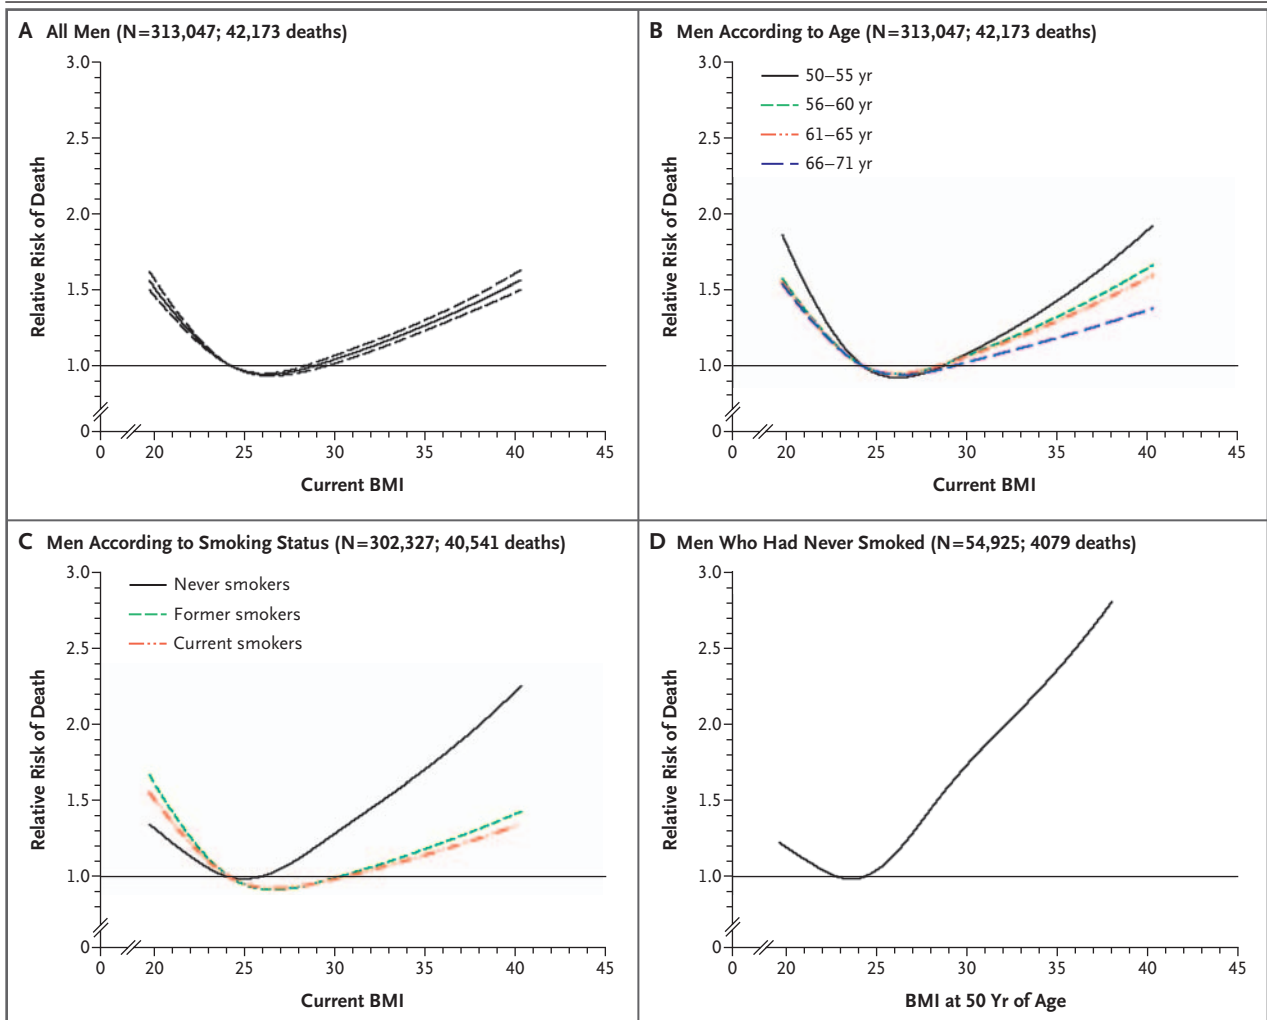 A All Men (N=313,047; 42,173 deaths)
3.0
2.5
2.0
1.5
1.0
0
Relative Risk of Death
0 20 25 30 35 40 45
Current BMI
B Men According to Age (N=313,047; 42,173 deaths)
3.0
2.5
2.0
1.5
1.0
0
Relative Risk of Death
50–55 yr
56–60 yr
61–65 yr
66–71 yr
0 20 25 30 35 40 45
Current BMI
C Men According to Smoking Status (N=302,327; 40,541 deaths)
3.0
2.5
2.0
1.5
1.0
0
Relative Risk of Death
Never smokers
Former smokers
Current smokers
0 20 25 30 35 40 45
Current BMI
D Men Who Had Never Smoked (N=54,925; 4079 deaths)
3.0
2.5
2.0
1.5
1.0
0
Relative Risk of Death
0 20 25 30 35 40 45
BMI at 50 Yr of Age